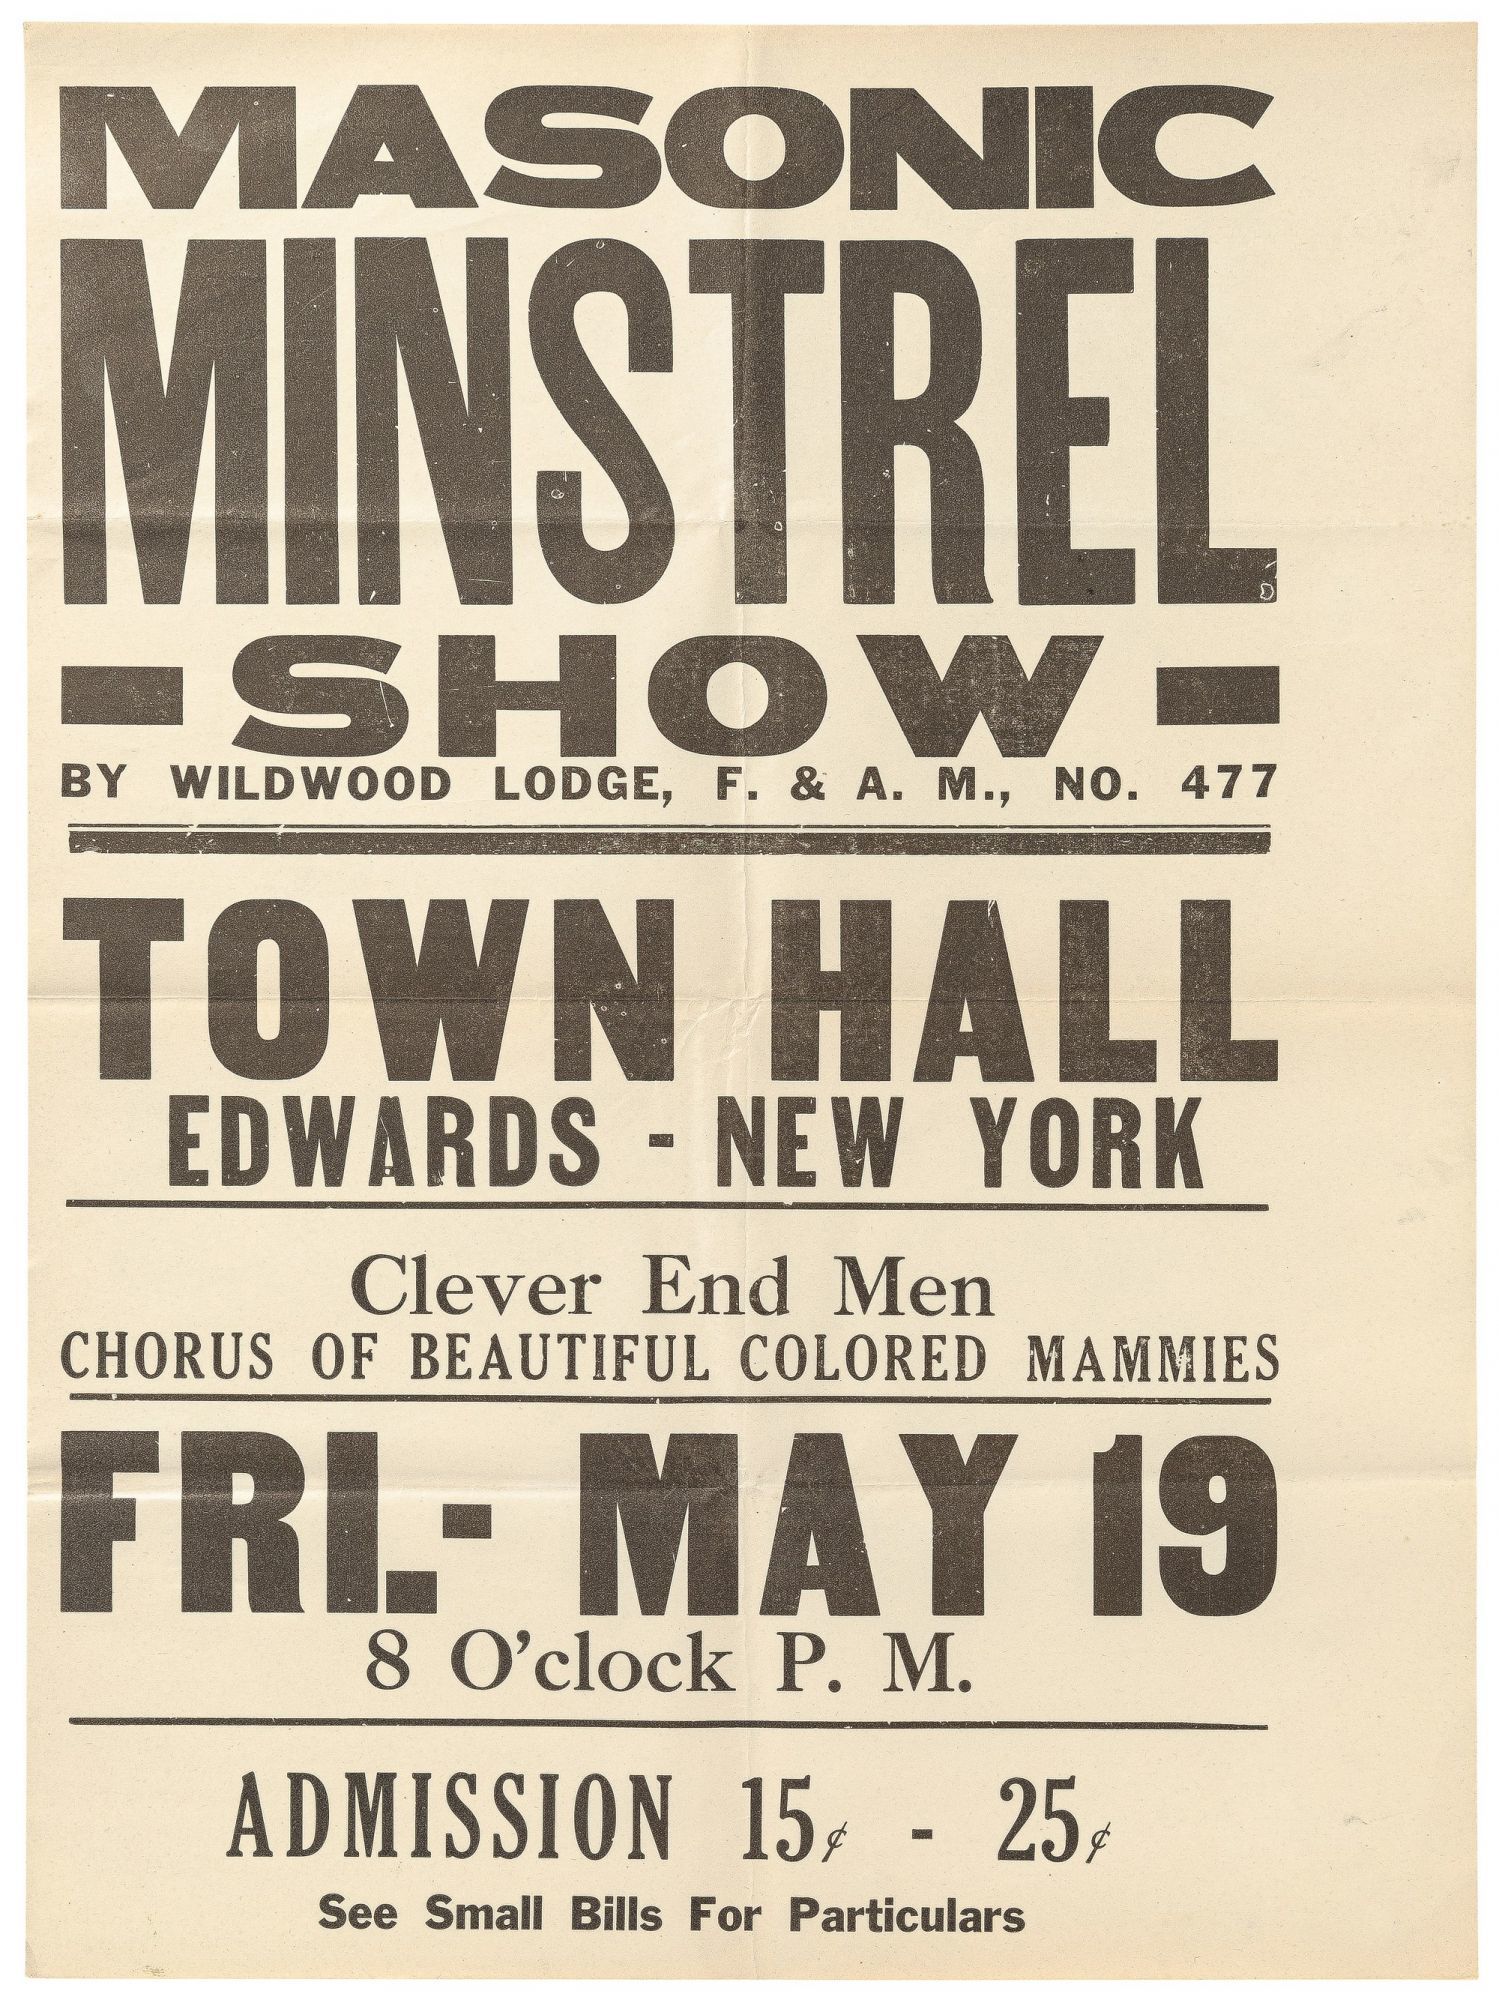 MASONIC
MINSTREL
- SHOW -
BY WILDWOOD LODGE, F. & A. M., NO. 477
TOWN HALL
EDWARDS - NEW YORK
Clever End Men
CHORUS OF BEAUTIFUL COLORED MAMMIES
FRI. - MAY 19
8 O'clock P. M.
ADMISSION 15¢ - 25¢
See Small Bills For Particulars